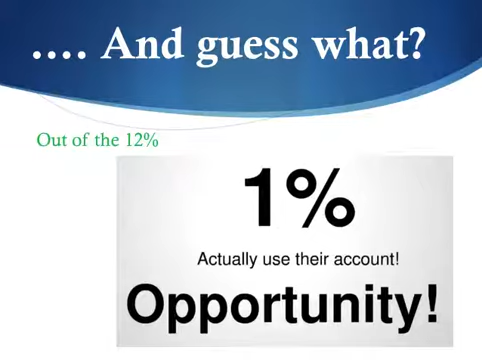 .... And guess what?
Out of the 12%
1%
Actually use their account!
Opportunity!